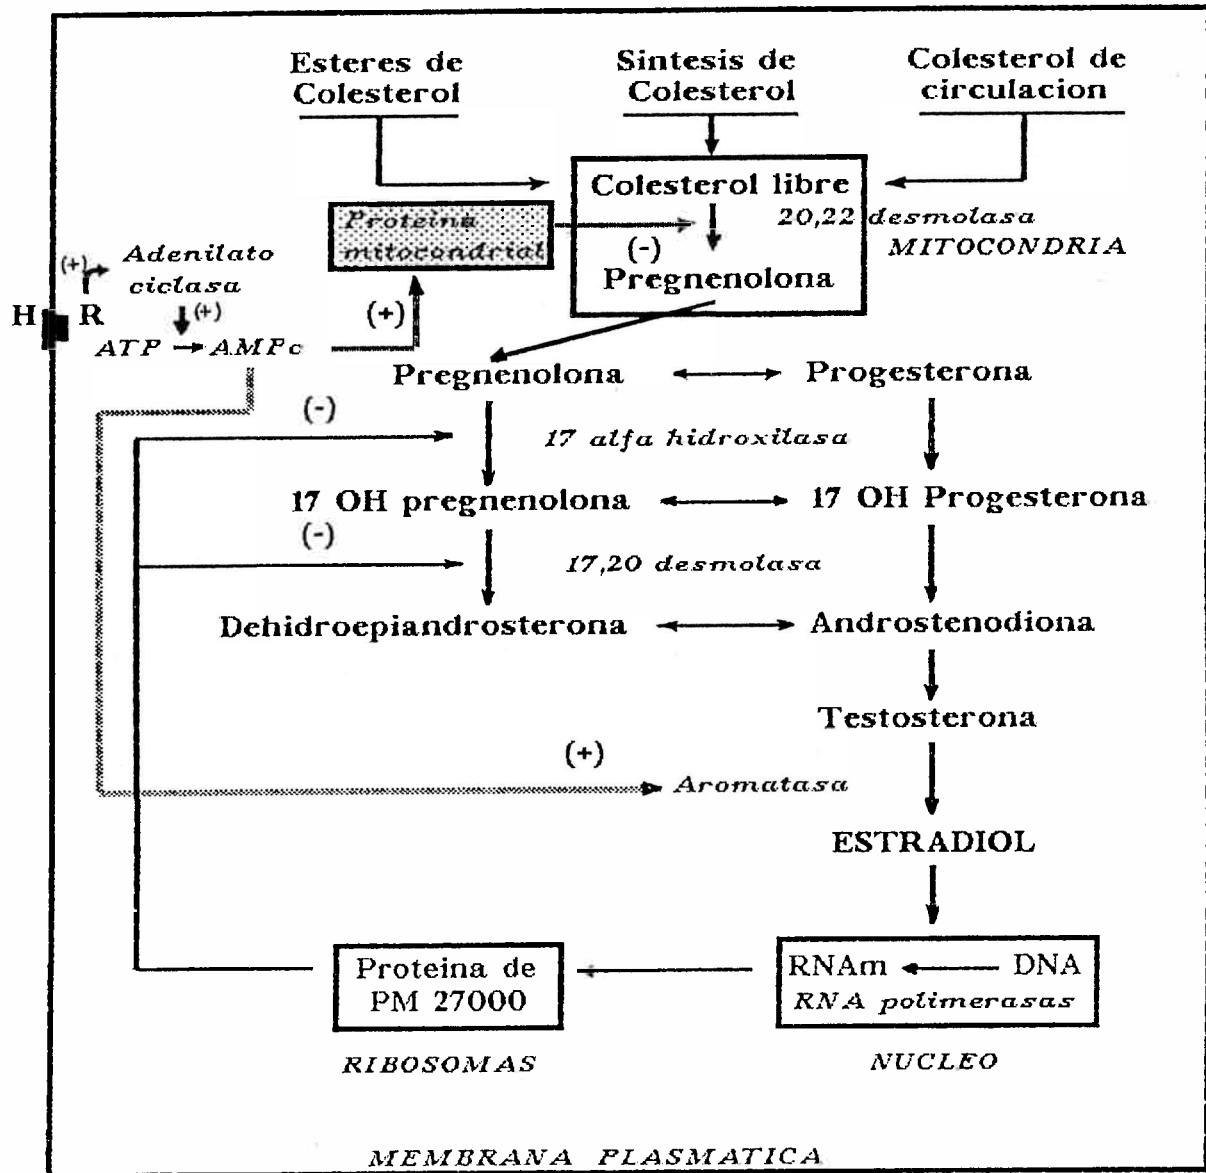 Esteres de
Colesterol
Sintesis de
Colesterol
Colesterol de
circulacion
Colesterol libre
20,22 desmolasa
MITOCONDRIA
Proteina
mitocondrial
(-)
Pregnenolona
(+)
Adenilato
ciclasa
H R
(+)
ATP AMPc
(+)
Pregnenolona
Progesterona
(-)
17 alfa hidroxilasa
17 OH pregnenolona
17 OH Progesterona
(-)
17,20 desmolasa
Dehidroepiandrosterona
Androstenodiona
Testosterona
(+)
Aromatasa
ESTRADIOL
Proteina de
PM 27000
RNAm DNA
RNA polimerasas
RIBOSOMAS
NUCLEO
MEMBRANA PLASMATICA